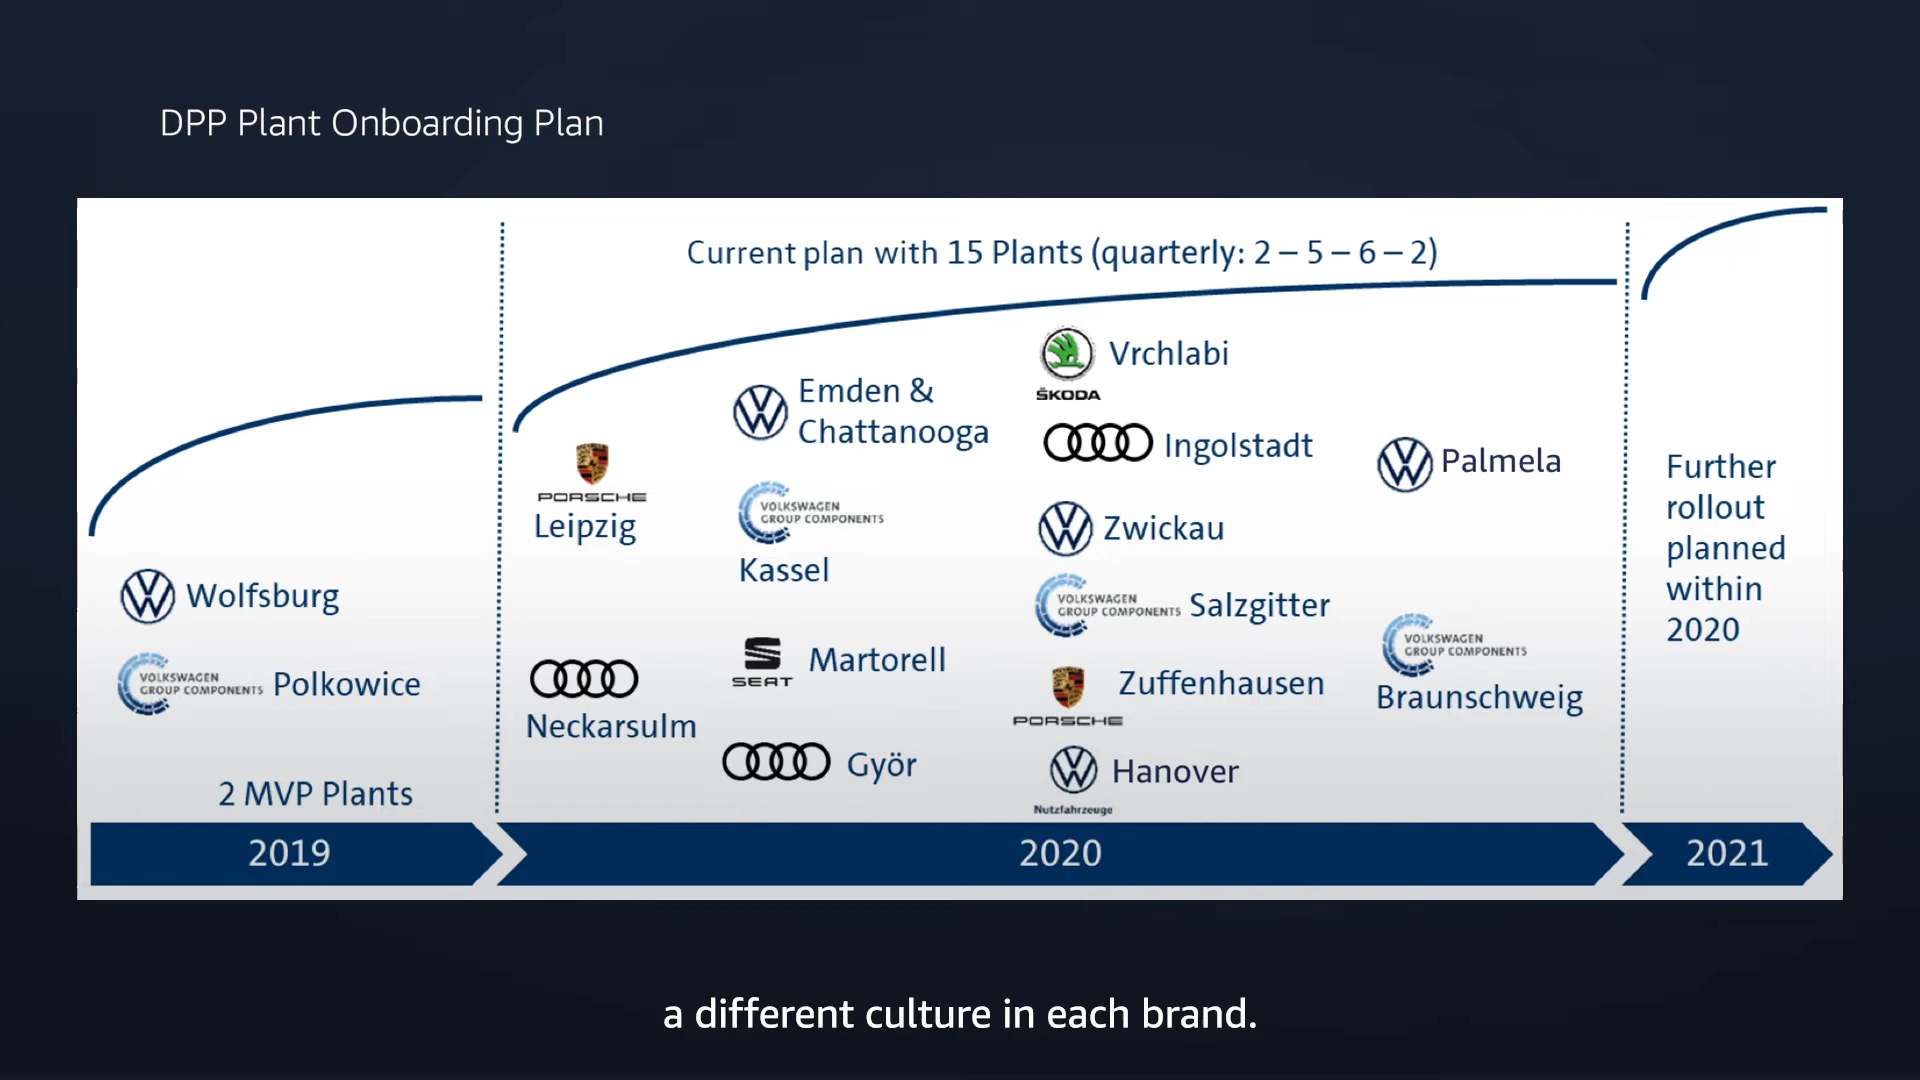 DPP Plant Onboarding Plan
Current plan with 15 Plants (quarterly: 2 – 5 – 6 – 2)
Wolfsburg
VOLKSWAGEN
GROUP COMPONENTS
Polkowice
2 MVP Plants
PORSCHE
Leipzig
Neckarsulm
Emden &
Chattanooga
VOLKSWAGEN
GROUP COMPONENTS
Kassel
SEAT
Martorell
Györ
ŠKODA
Vrchlabi
Ingolstadt
Zwickau
VOLKSWAGEN
GROUP COMPONENTS
Salzgitter
PORSCHE
Zuffenhausen
Hanover
Nutzfahrzeuge
Palmela
VOLKSWAGEN
GROUP COMPONENTS
Braunschweig
Further
rollout
planned
within
2020
2019
2020
2021
a different culture in each brand.